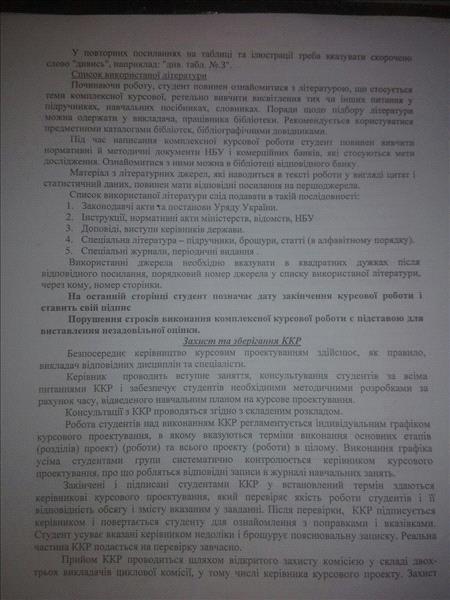 У повторних посиланнях на таблиці та ілюстрації треба вказувати скорочено
слово "дивись", наприклад: "див. табл. №.3".
Список використаної літератури
Починаючи роботу, студент повинен ознайомитися з літературою, що стосується
теми комплексної курсової, ретельно вивчити висвітлення тих чи інших питання у
підручниках, навчальних посібниках, словниках. Поради щодо підбору літератури
можна одержати у викладача, працівника бібліотеки. Рекомендується користуватися
предметними каталогами бібліотек, бібліографічними довідниками.
Під час написання комплексної курсової роботи студент повинен вивчити
нормативні й методичні документи НБУ і комерційних банків, які стосуються мети
дослідження. Ознайомитися з ними можна в бібліотеці відповідного банку.
Матеріал з літературних джерел, які наводиться в тексті роботи у вигляді цитат і
статистичний даних, повинен мати відповідні посилання на першоджерела.
Список використаної літератури слід подавати в такій послідовності:
1. Законодавчі акти та постанови Уряду України.
2. Інструкції, нормативні акти міністерств, відомств, НБУ
3. Доповіді, виступи керівників держави.
4. Спеціальна література – підручники, брошури, статті (в алфавітному порядку).
5. Спеціальні журнали, періодичні видання .
Використанні джерела необхідно вказувати в квадратних дужках після
відповідного посилання, порядковий номер джерела у списку використаної літератури,
через кому, номер сторінки.
На останній сторінці студент позначає дату закінчення курсової роботи і
ставить свій підпис
Порушення строків виконання комплексної курсової роботи є підставою для
виставлення незадовільної оцінки.
Захист та зберігання ККР
Безпосереднє керівництво курсовим проектуванням здійснює, як правило,
викладач відповідних дисциплін та спеціалісти.
Керівник проводить вступне заняття, консультування студентів за всіма
питаннями ККР і забезпечує студентів необхідними методичними розробками за
рахунок часу, відведеного навчальним планом на курсове проектування.
Консультації з ККР проводяться згідно з складеним розкладом.
Робота студентів над виконанням ККР регламентується індивідуальним графіком
курсового проектування, в якому вказуються терміни виконання основних етапів
(розділів) проект) (роботи) та всього проекту (роботи) в цілому. Виконання графіка
усіма студентами групи систематично контролюється керівником курсового
проектування, про що робляться відповідні записи в журналі навчальних занять.
Закінчені і підписані студентами ККР у встановлений термін здаються
керівникові курсового проектування, який перевіряє якість роботи студентів і її
відповідність обсягу і змісту вказаним у завданні. Після перевірки, ККР підписується
керівником і повертається студенту для ознайомлення з поправками і вказівками.
Студент усуває вказані керівником недоліки і брошурує пояснювальну записку. Реальна
частина ККР подається на перевірку завчасно.
Прийом ККР проводиться шляхом відкритого захисту комісією у складі двох-
трьох викладачів циклової комісії, у тому числі керівника курсового проекту. Захист